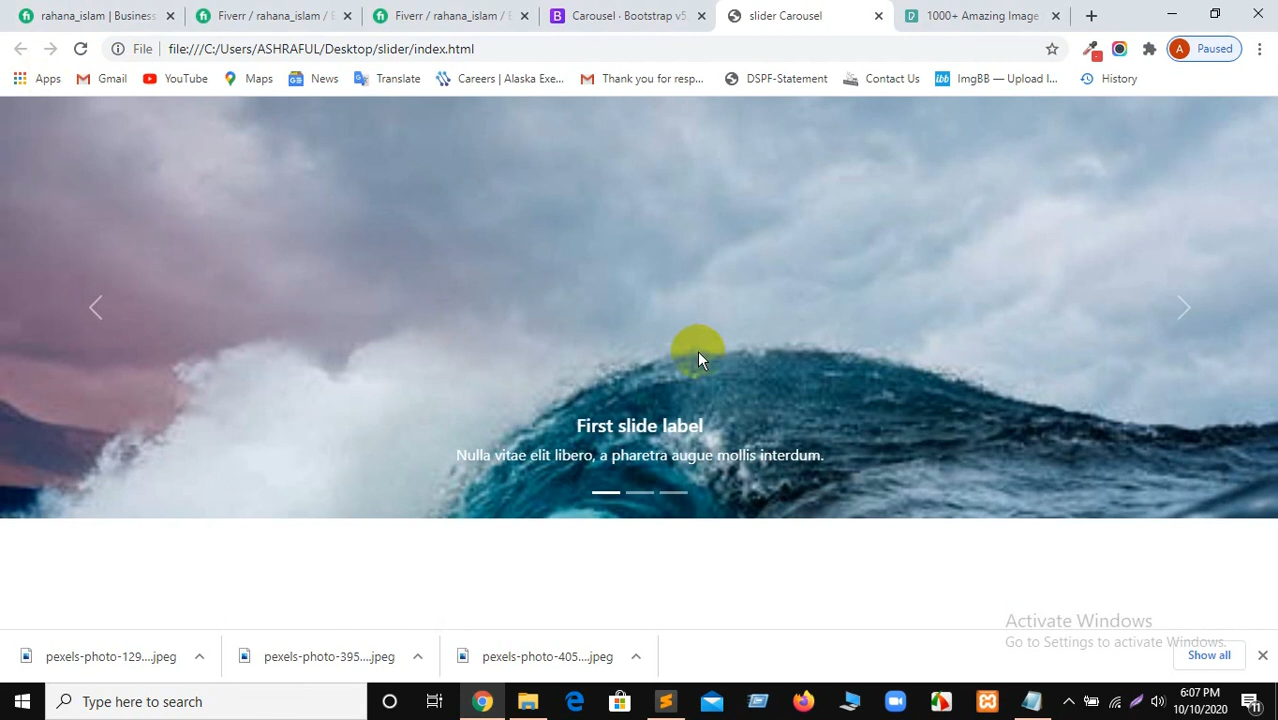 rahana_islam | Business
Fiverr / rahana_islam / E
Fiverr / rahana_islam / E
Carousel · Bootstrap v5.
slider Carousel
1000+ Amazing Image
File
file:///C:/Users/ASHRAFUL/Desktop/slider/index.html
A
Paused
Apps
Gmail
YouTube
Maps
News
Translate
Careers | Alaska Exe...
Thank you for resp...
DSPF-Statement
Contact Us
ibb
ImgBB — Upload I...
History
First slide label
Nulla vitae elit libero, a pharetra augue mollis interdum.
Activate Windows
Go to Settings to activate Windows.
pexels-photo-129....jpeg
pexels-photo-395....jpeg
pexels-photo-405....jpeg
Show all
Type here to search
6:07 PM
10/10/2020
11